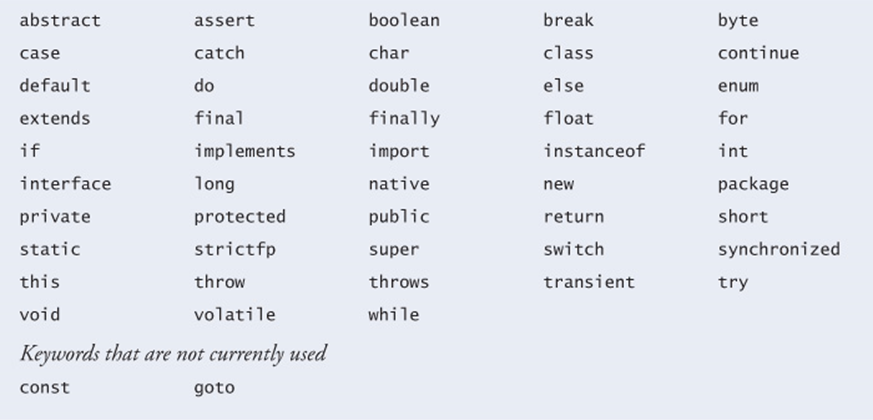 abstract assert boolean break byte
case catch char class continue
default do double else enum
extends final finally float for
if implements import instanceof int
interface long native new package
private protected public return short
static strictfp super switch synchronized
this throw throws transient try
void volatile while
Keywords that are not currently used
const goto